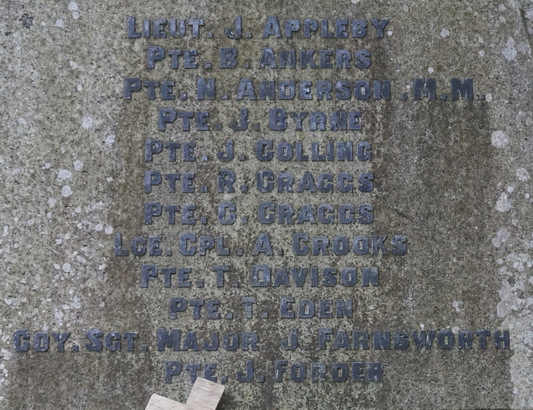 LIEUT. J. APPLEBY.
PTE. B. ANKERS
PTE. N. ANDERSON. M.M.
PTE. J. BYRNE
PTE. J. COLLING
PTE. R. CRAGGS
PTE. G. CRAGGS
LCE. CPL. A. CROOKS
PTE. T. DAVISON
PTE. T. EDEN
COY. SGT. MAJOR J. FARNSWORTH
PTE. J. FORDER